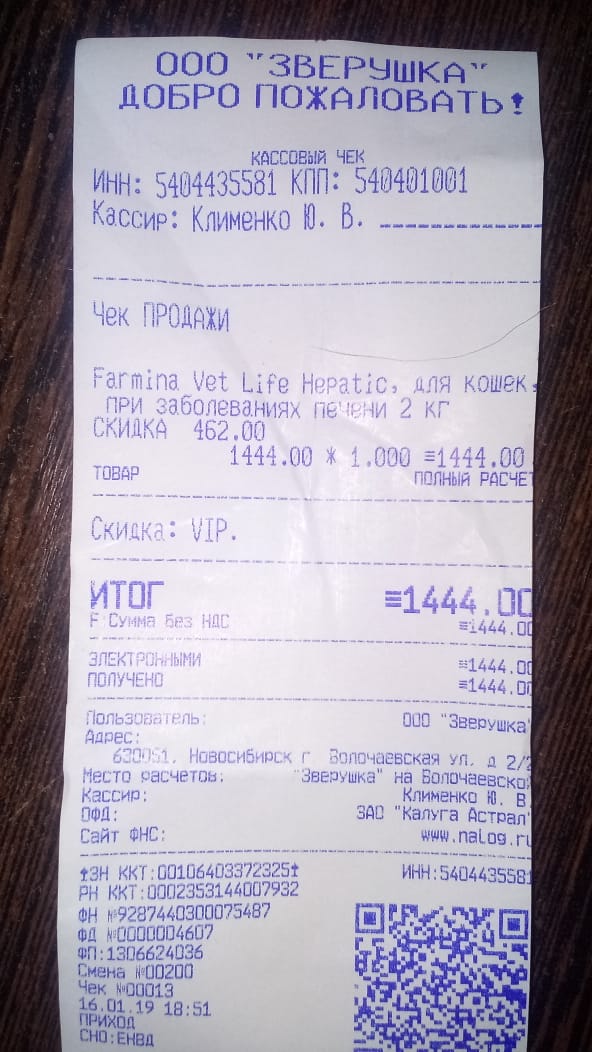 ООО "ЗВЕРУШКА"
ДОБРО ПОЖАЛОВАТЬ!
КАССОВЫЙ ЧЕК
ИНН: 5404435581 КПП: 540401001
Кассир: Клименко Ю. В.
Чек ПРОДАЖИ
Farmina Vet Life Hepatic, для кошек,
при заболеваниях печени 2 кг
СКИДКА 462.00
1444.00 * 1.000 ≡1444.00
ТОВАР ПОЛНЫЙ РАСЧЕТ
Скидка: VIP.
ИТОГ ≡1444.00
F:Сумма без НДС ≡1444.00
ЭЛЕКТРОННЫМИ ≡1444.00
ПОЛУЧЕНО ≡1444.00
Пользователь: ООО "Зверушка"
Адрес:
630051, Новосибирск г Волочаевская ул. д 2/2
Место расчетов: "Зверушка" на Волочаевской
Кассир: Клименко Ю. В.
ОФД: ЗАО "Калуга Астрал"
Сайт ФНС: www.nalog.ru
ЗН ККТ:00106403372325 ИНН:5404435581
РН ККТ:0002353144007932
ФН №9287440300075487
ФД №0000004607
ФП:1306624036
Смена №00200
Чек №00013
16.01.19 18:51
ПРИХОД
СНО:ЕНВД